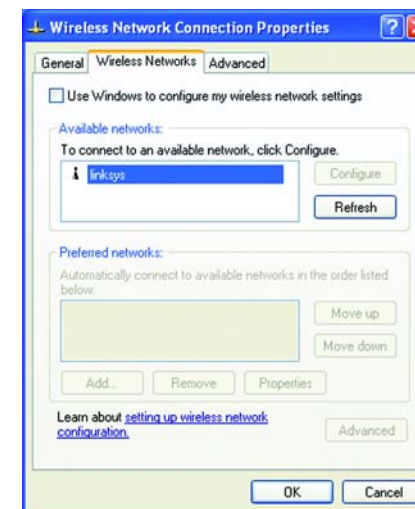 Wireless Network Connection Properties
General Wireless Networks Advanced
Use Windows to configure my wireless network settings
Available networks:
To connect to an available network, click Configure.
linksys
Configure
Refresh
Preferred networks:
Automatically connect to available networks in the order listed
below:
Move up
Move down
Add... Remove Properties
Learn about setting up wireless network
configuration.
Advanced
OK Cancel